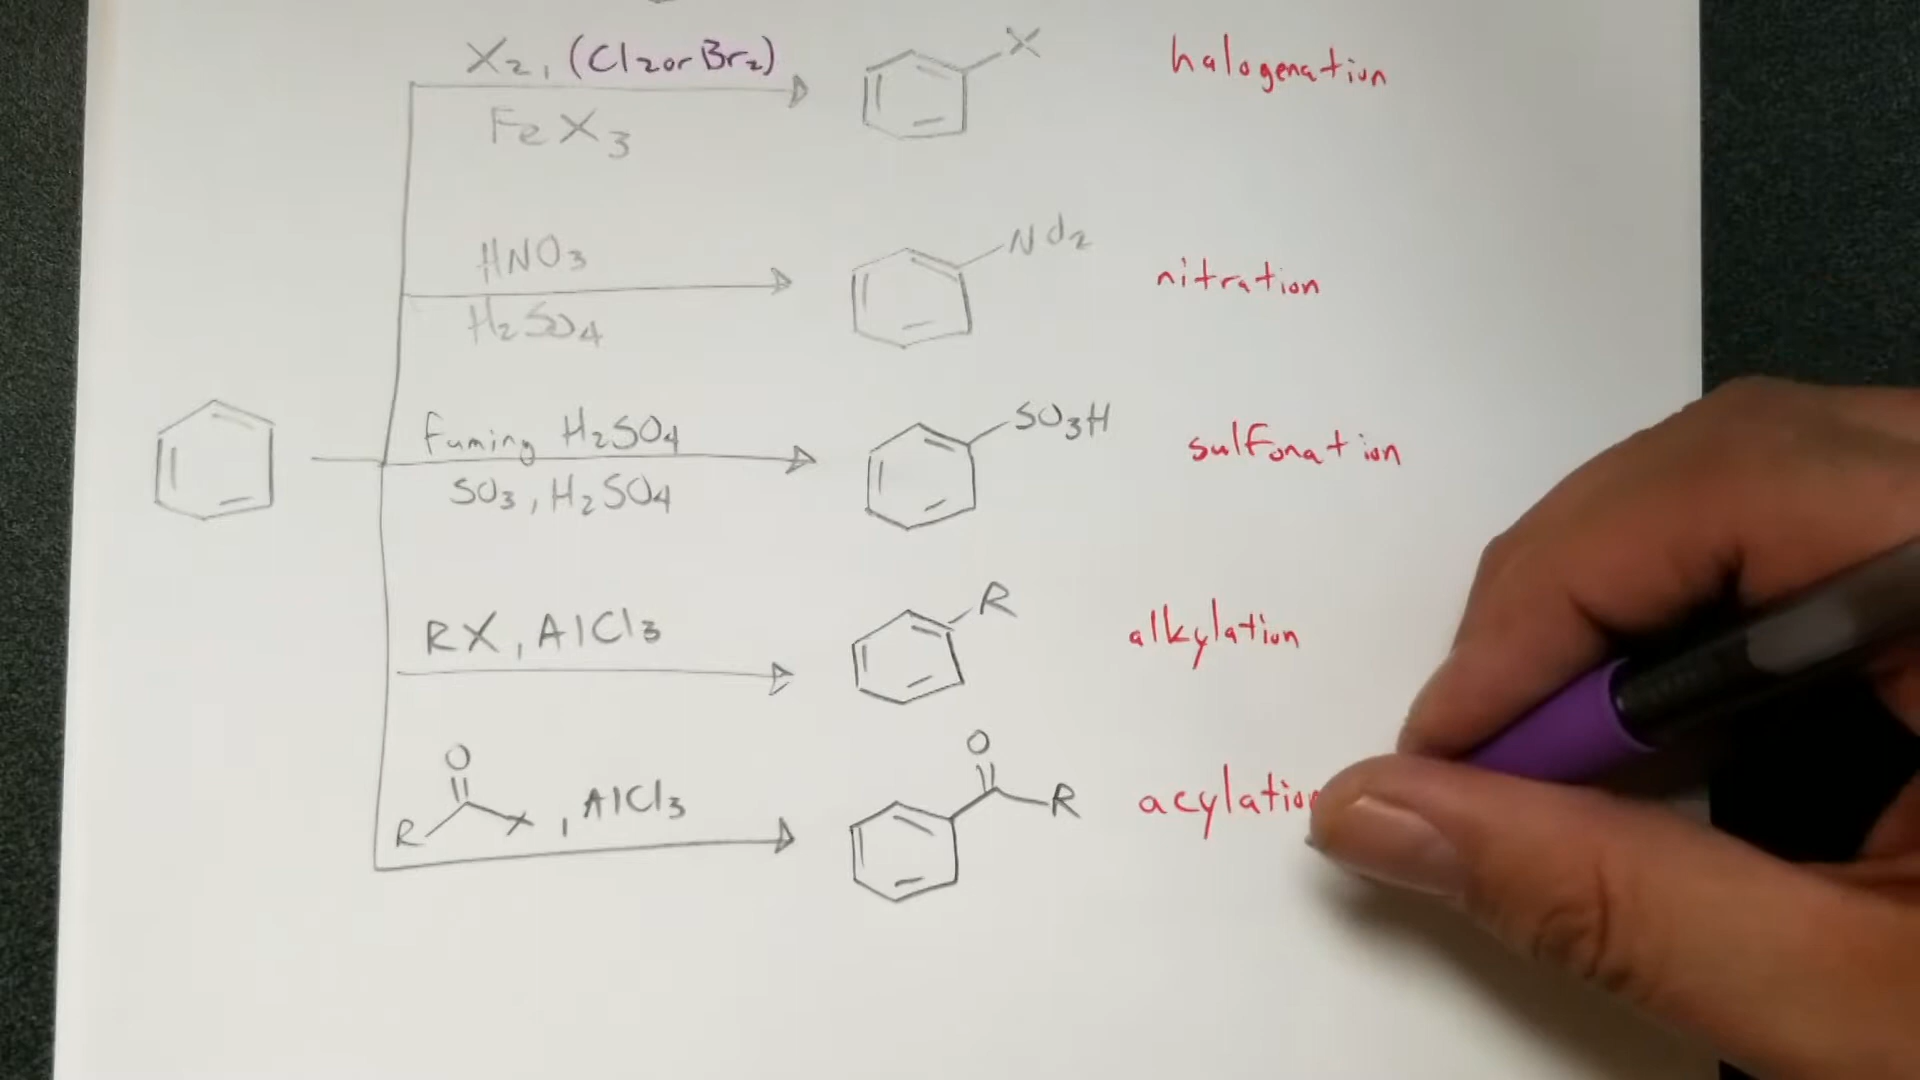 X2, (Cl2 or Br2)
FeX3
X
halogenation
HNO3
H2SO4
NO2
nitration
fuming H2SO4
SO3, H2SO4
SO3H
sulfonation
RX, AlCl3
R
alkylation
O
R X, AlCl3
O
R
acylation